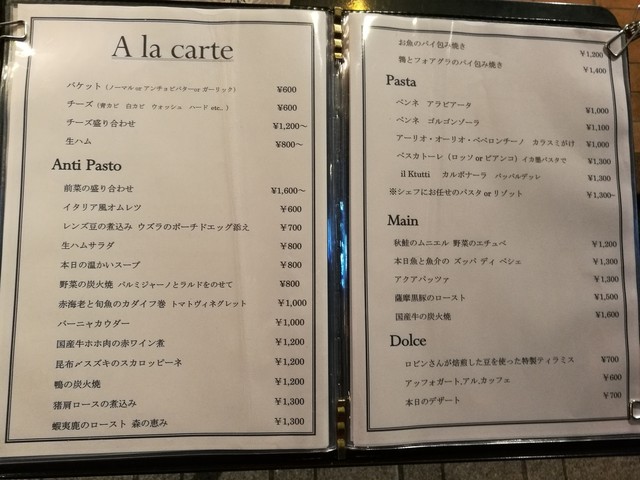 A la carte
バケット（ノーマル or アンチョビバター or ガーリック） ¥600
チーズ（青カビ 白カビ ウォッシュ ハード etc.. ） ¥600
チーズ盛り合わせ ¥1,200～
生ハム ¥800～
Anti Pasto
前菜の盛り合わせ ¥1,600～
イタリア風オムレツ ¥600
レンズ豆の煮込み ウズラのポーチドエッグ添え ¥700
生ハムサラダ ¥800
本日の温かいスープ ¥800
野菜の炭火焼 パルミジャーノとラルドをのせて ¥800
赤海老と旬魚のカダイフ巻 トマトヴィネグレット ¥1,000
バーニャカウダー ¥1,000
国産牛ホホ肉の赤ワイン煮 ¥1,200
昆布〆スズキのスカロッピーネ ¥1,200
鴨の炭火焼 ¥1,200
猪肩ロースの煮込み ¥1,300
蝦夷鹿のロースト 森の恵み ¥1,300
お魚のパイ包み焼き ¥1,200
鶉とフォアグラのパイ包み焼き ¥1,400
Pasta
ペンネ アラビアータ ¥1,000
ペンネ ゴルゴンゾーラ ¥1,100
アーリオ・オーリオ・ペペロンチーノ カラスミがけ ¥1,000
ペスカトーレ（ロッソ or ビアンコ）イカ墨パスタで ¥1,300
il Ktutti カルボナーラ パッパルデッレ ¥1,300
※シェフにお任せのパスタ or リゾット ¥1,300~
Main
秋鮭のムニエル 野菜のエチュベ ¥1,200
本日魚と魚介の ズッパ ディ ペシェ ¥1,300
アクアパッツァ ¥1,300
薩摩黒豚のロースト ¥1,500
国産牛の炭火焼 ¥1,600
Dolce
ロビンさんが焙煎した豆を使った特製ティラミス ¥700
アッフォガート,アル,カッフェ ¥600
本日のデザート ¥700